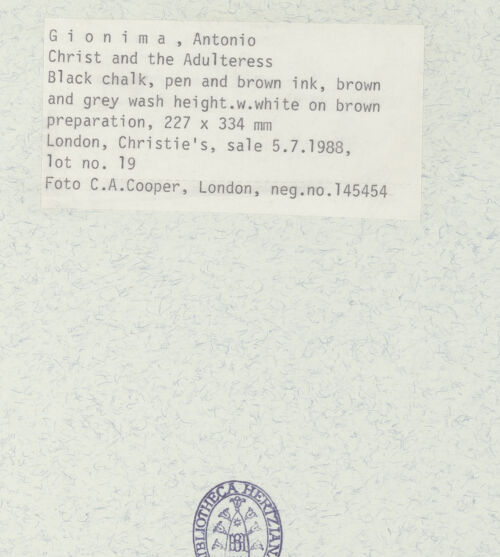 G i o n i m a , Antonio
Christ and the Adulteress
Black chalk, pen and brown ink, brown
and grey wash height.w.white on brown
preparation, 227 x 334 mm
London, Christie's, sale 5.7.1988,
lot no. 19
Foto C.A.Cooper, London, neg.no.145454
BIBLIOTHECA HERTZIANA